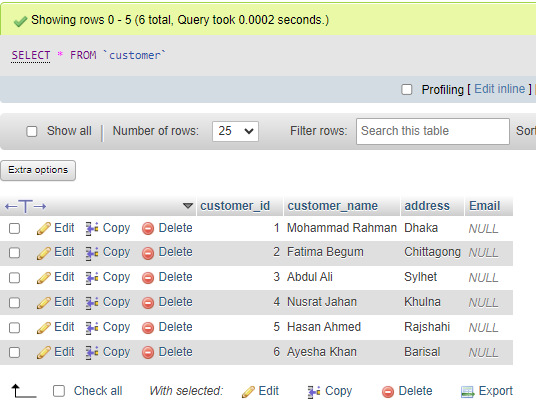 Showing rows 0 - 5 (6 total, Query took 0.0002 seconds.)
SELECT * FROM `customer`
Profiling [ Edit inline ]
Show all Number of rows: 25 Filter rows: Search this table Sort
Extra options
customer_id customer_name address Email
Edit Copy Delete 1 Mohammad Rahman Dhaka NULL
Edit Copy Delete 2 Fatima Begum Chittagong NULL
Edit Copy Delete 3 Abdul Ali Sylhet NULL
Edit Copy Delete 4 Nusrat Jahan Khulna NULL
Edit Copy Delete 5 Hasan Ahmed Rajshahi NULL
Edit Copy Delete 6 Ayesha Khan Barisal NULL
Check all With selected: Edit Copy Delete Export